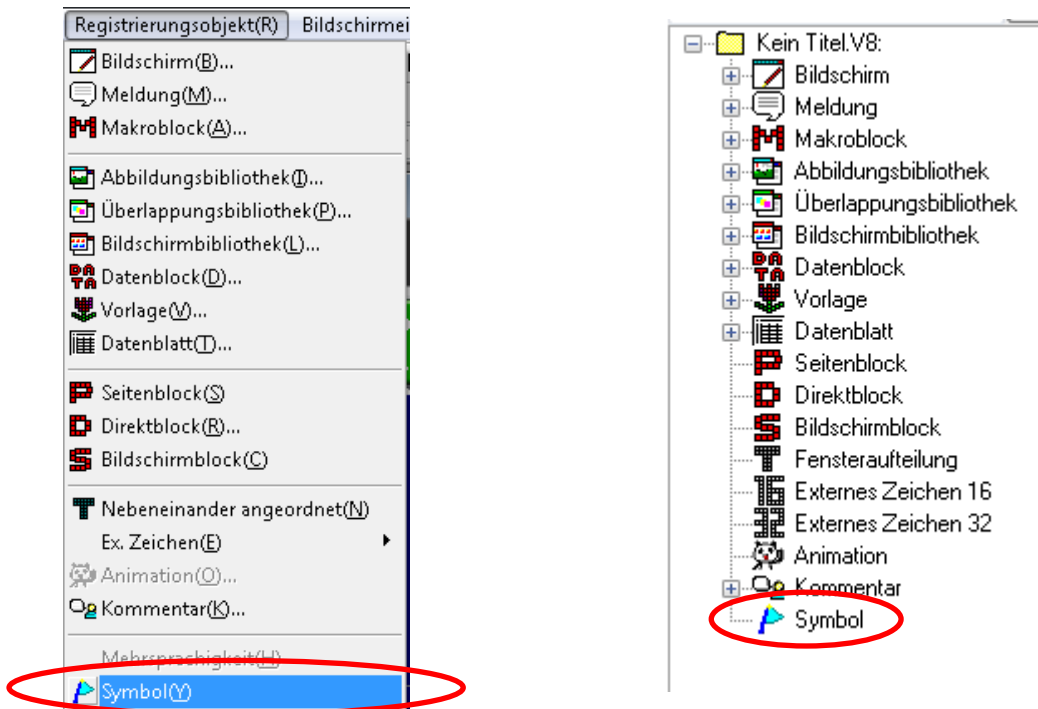 Registrierungsobjekt(R) Bildschirmei
Bildschirm(B)...
Meldung(M)...
Makroblock(A)...
Abbildungsbibliothek(I)...
Überlappungsbibliothek(P)...
Bildschirmbibliothek(L)...
Datenblock(D)...
Vorlage(V)...
Datenblatt(T)...
Seitenblock(S)
Direktblock(R)...
Bildschirmblock(C)
Nebeneinander angeordnet(N)
Ex. Zeichen(E)
Animation(O)...
Kommentar(K)...
Mehrsprachigkeit(H)
Symbol(Y)
Kein Titel.V8:
Bildschirm
Meldung
Makroblock
Abbildungsbibliothek
Überlappungsbibliothek
Bildschirmbibliothek
Datenblock
Vorlage
Datenblatt
Seitenblock
Direktblock
Bildschirmblock
Fensteraufteilung
Externes Zeichen 16
Externes Zeichen 32
Animation
Kommentar
Symbol